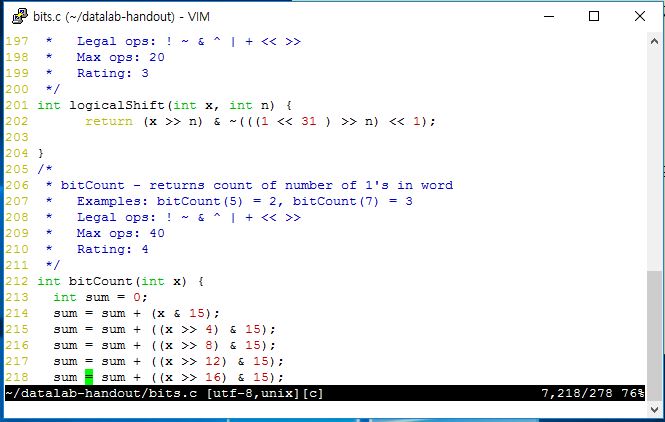 bits.c (~/datalab-handout) - VIM
197  *   Legal ops: ! ~ & ^ | + << >>
198  *   Max ops: 20
199  *   Rating: 3
200  */
201 int logicalShift(int x, int n) {
202       return (x >> n) & ~(((1 << 31 ) >> n) << 1);
203
204 }
205 /*
206  * bitCount - returns count of number of 1's in word
207  *   Examples: bitCount(5) = 2, bitCount(7) = 3
208  *   Legal ops: ! ~ & ^ | + << >>
209  *   Max ops: 40
210  *   Rating: 4
211  */
212 int bitCount(int x) {
213   int sum = 0;
214   sum = sum + (x & 15);
215   sum = sum + ((x >> 4) & 15);
216   sum = sum + ((x >> 8) & 15);
217   sum = sum + ((x >> 12) & 15);
218   sum = sum + ((x >> 16) & 15);
~/datalab-handout/bits.c [utf-8,unix][c] 7,218/278 76%